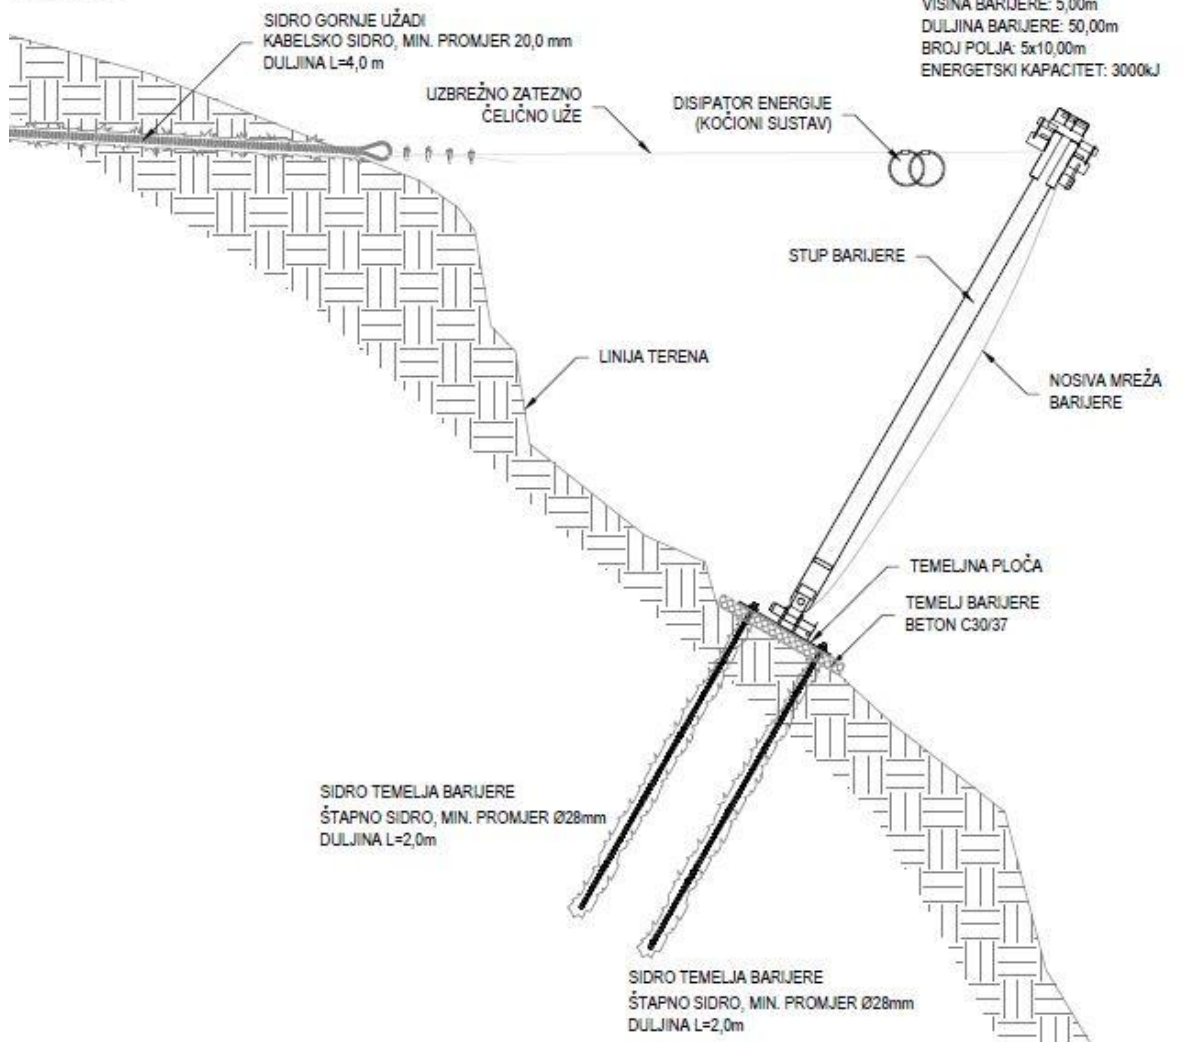 VISINA BARIJERE: 5,00m
DULJINA BARIJERE: 50,00m
BROJ POLJA: 5x10,00m
ENERGETSKI KAPACITET: 3000kJ
SIDRO GORNJE UŽADI
KABELSKO SIDRO, MIN. PROMJER 20,0 mm
DULJINA L=4,0 m
UZBREŽNO ZATEZNO
ČELIČNO UŽE
DISIPATOR ENERGIJE
(KOČIONI SUSTAV)
STUP BARIJERE
LINIJA TERENA
NOSIVA MREŽA
BARIJERE
TEMELJNA PLOČA
TEMELJ BARIJERE
BETON C30/37
SIDRO TEMELJA BARIJERE
ŠTAPNO SIDRO, MIN. PROMJER Ø28mm
DULJINA L=2,0m
SIDRO TEMELJA BARIJERE
ŠTAPNO SIDRO, MIN. PROMJER Ø28mm
DULJINA L=2,0m